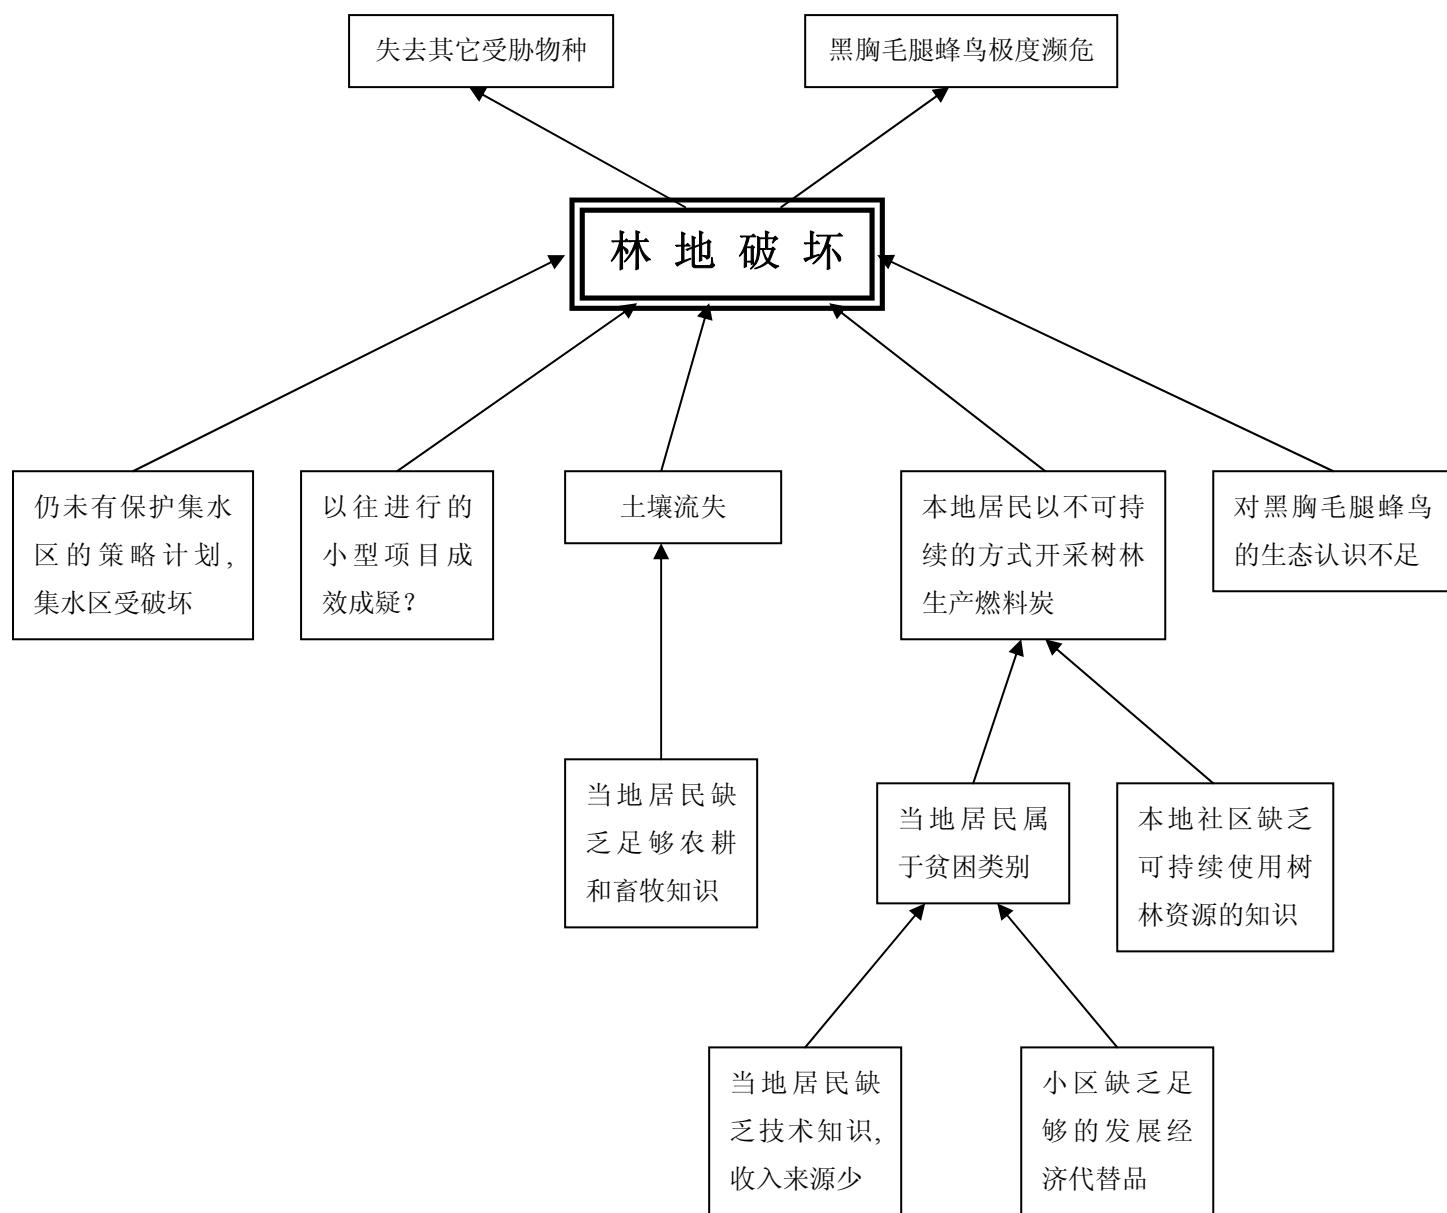 失去其它受胁物种
黑胸毛腿蜂鸟极度濒危
林地破坏
仍未有保护集水
区的策略计划,
集水区受破坏
以往进行的
小型项目成
效成疑?
土壤流失
本地居民以不可持
续的方式开采树林
生产燃料炭
对黑胸毛腿蜂鸟
的生态认识不足
当地居民缺
乏足够农耕
和畜牧知识
当地居民属
于贫困类别
本地社区缺乏
可持续使用树
林资源的知识
当地居民缺
乏技术知识,
收入来源少
小区缺乏足
够的发展经
济代替品